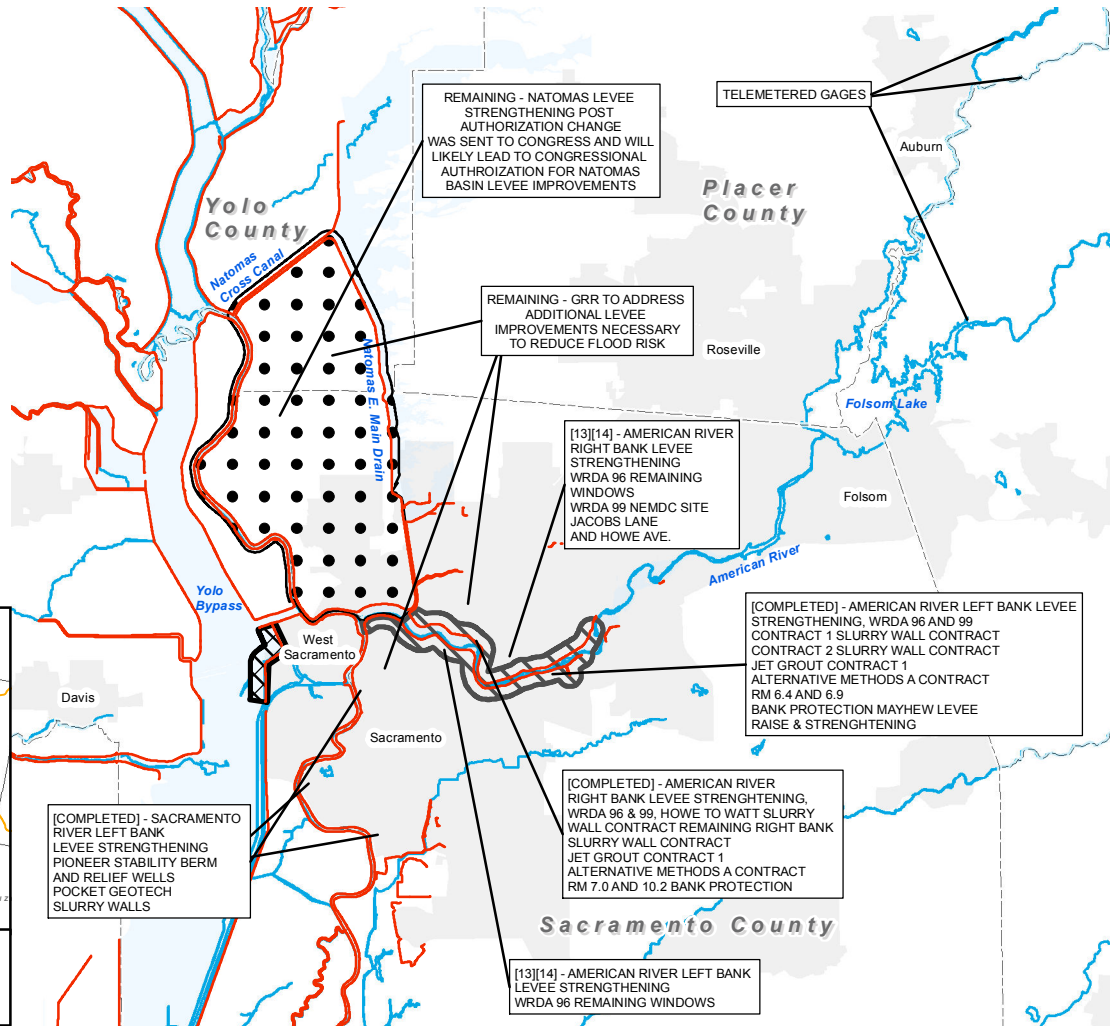 REMAINING - NATOMAS LEVEE
STRENGTHENING POST
AUTHORIZATION CHANGE
WAS SENT TO CONGRESS AND WILL
LIKELY LEAD TO CONGRESSIONAL
AUTHROIZATION FOR NATOMAS
BASIN LEVEE IMPROVEMENTS
TELEMETERED GAGES
Auburn
Placer
County
Yolo
County
Natomas
Cross Canal
REMAINING - GRR TO ADDRESS
ADDITIONAL LEVEE
IMPROVEMENTS NECESSARY
TO REDUCE FLOOD RISK
Natomas E. Main Drain
Roseville
Folsom Lake
[13][14] - AMERICAN RIVER
RIGHT BANK LEVEE
STRENGTHENING
WRDA 96 REMAINING
WINDOWS
WRDA 99 NEMDC SITE
JACOBS LANE
AND HOWE AVE.
Folsom
American River
Yolo
Bypass
West
Sacramento
[COMPLETED] - AMERICAN RIVER LEFT BANK LEVEE
STRENGTHENING, WRDA 96 AND 99
CONTRACT 1 SLURRY WALL CONTRACT
CONTRACT 2 SLURRY WALL CONTRACT
JET GROUT CONTRACT 1
ALTERNATIVE METHODS A CONTRACT
RM 6.4 AND 6.9
BANK PROTECTION MAYHEW LEVEE
RAISE & STRENGHTENING
Davis
Sacramento
[COMPLETED] - AMERICAN RIVER
RIGHT BANK LEVEE STRENGHTENING,
WRDA 96 & 99, HOWE TO WATT SLURRY
WALL CONTRACT REMAINING RIGHT BANK
SLURRY WALL CONTRACT
JET GROUT CONTRACT 1
ALTERNATIVE METHODS A CONTRACT
RM 7.0 AND 10.2 BANK PROTECTION
[COMPLETED] - SACRAMENTO
RIVER LEFT BANK
LEVEE STRENGTHENING
PIONEER STABILITY BERM
AND RELIEF WELLS
POCKET GEOTECH
SLURRY WALLS
Sacramento County
[13][14] - AMERICAN RIVER LEFT BANK
LEVEE STRENGTHENING
WRDA 96 REMAINING WINDOWS